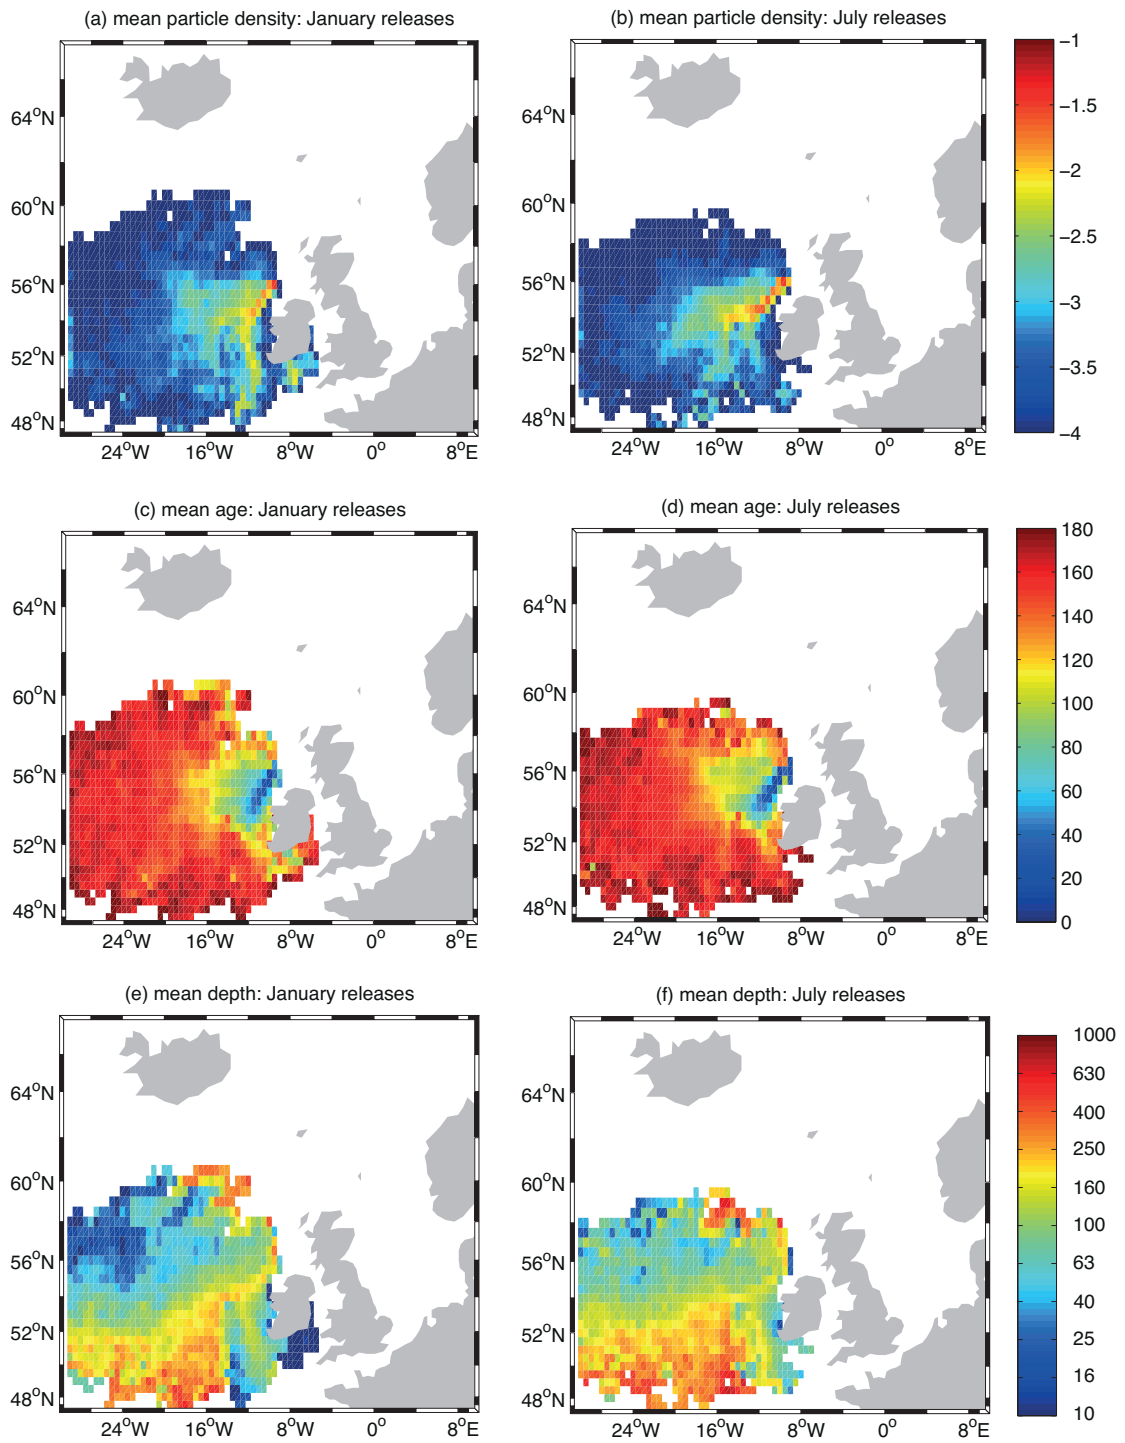 (a) mean particle density: January releases
(b) mean particle density: July releases
64°N
60°N
56°N
52°N
48°N
24°W 16°W 8°W 0° 8°E
64°N
60°N
56°N
52°N
48°N
24°W 16°W 8°W 0° 8°E
−1
−1.5
−2
−2.5
−3
−3.5
−4
(c) mean age: January releases
(d) mean age: July releases
64°N
60°N
56°N
52°N
48°N
24°W 16°W 8°W 0° 8°E
64°N
60°N
56°N
52°N
48°N
24°W 16°W 8°W 0° 8°E
180
160
140
120
100
80
60
40
20
0
(e) mean depth: January releases
(f) mean depth: July releases
64°N
60°N
56°N
52°N
48°N
24°W 16°W 8°W 0° 8°E
64°N
60°N
56°N
52°N
48°N
24°W 16°W 8°W 0° 8°E
1000
630
400
250
160
100
63
40
25
16
10